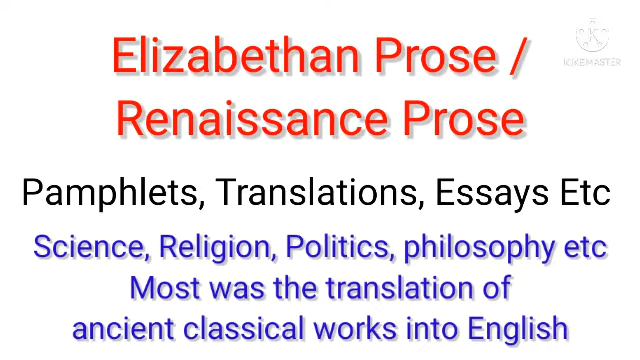 Elizabethan Prose /
Renaissance Prose
Pamphlets, Translations, Essays Etc
Science, Religion, Politics, philosophy etc
Most was the translation of
ancient classical works into English
KINEMASTER